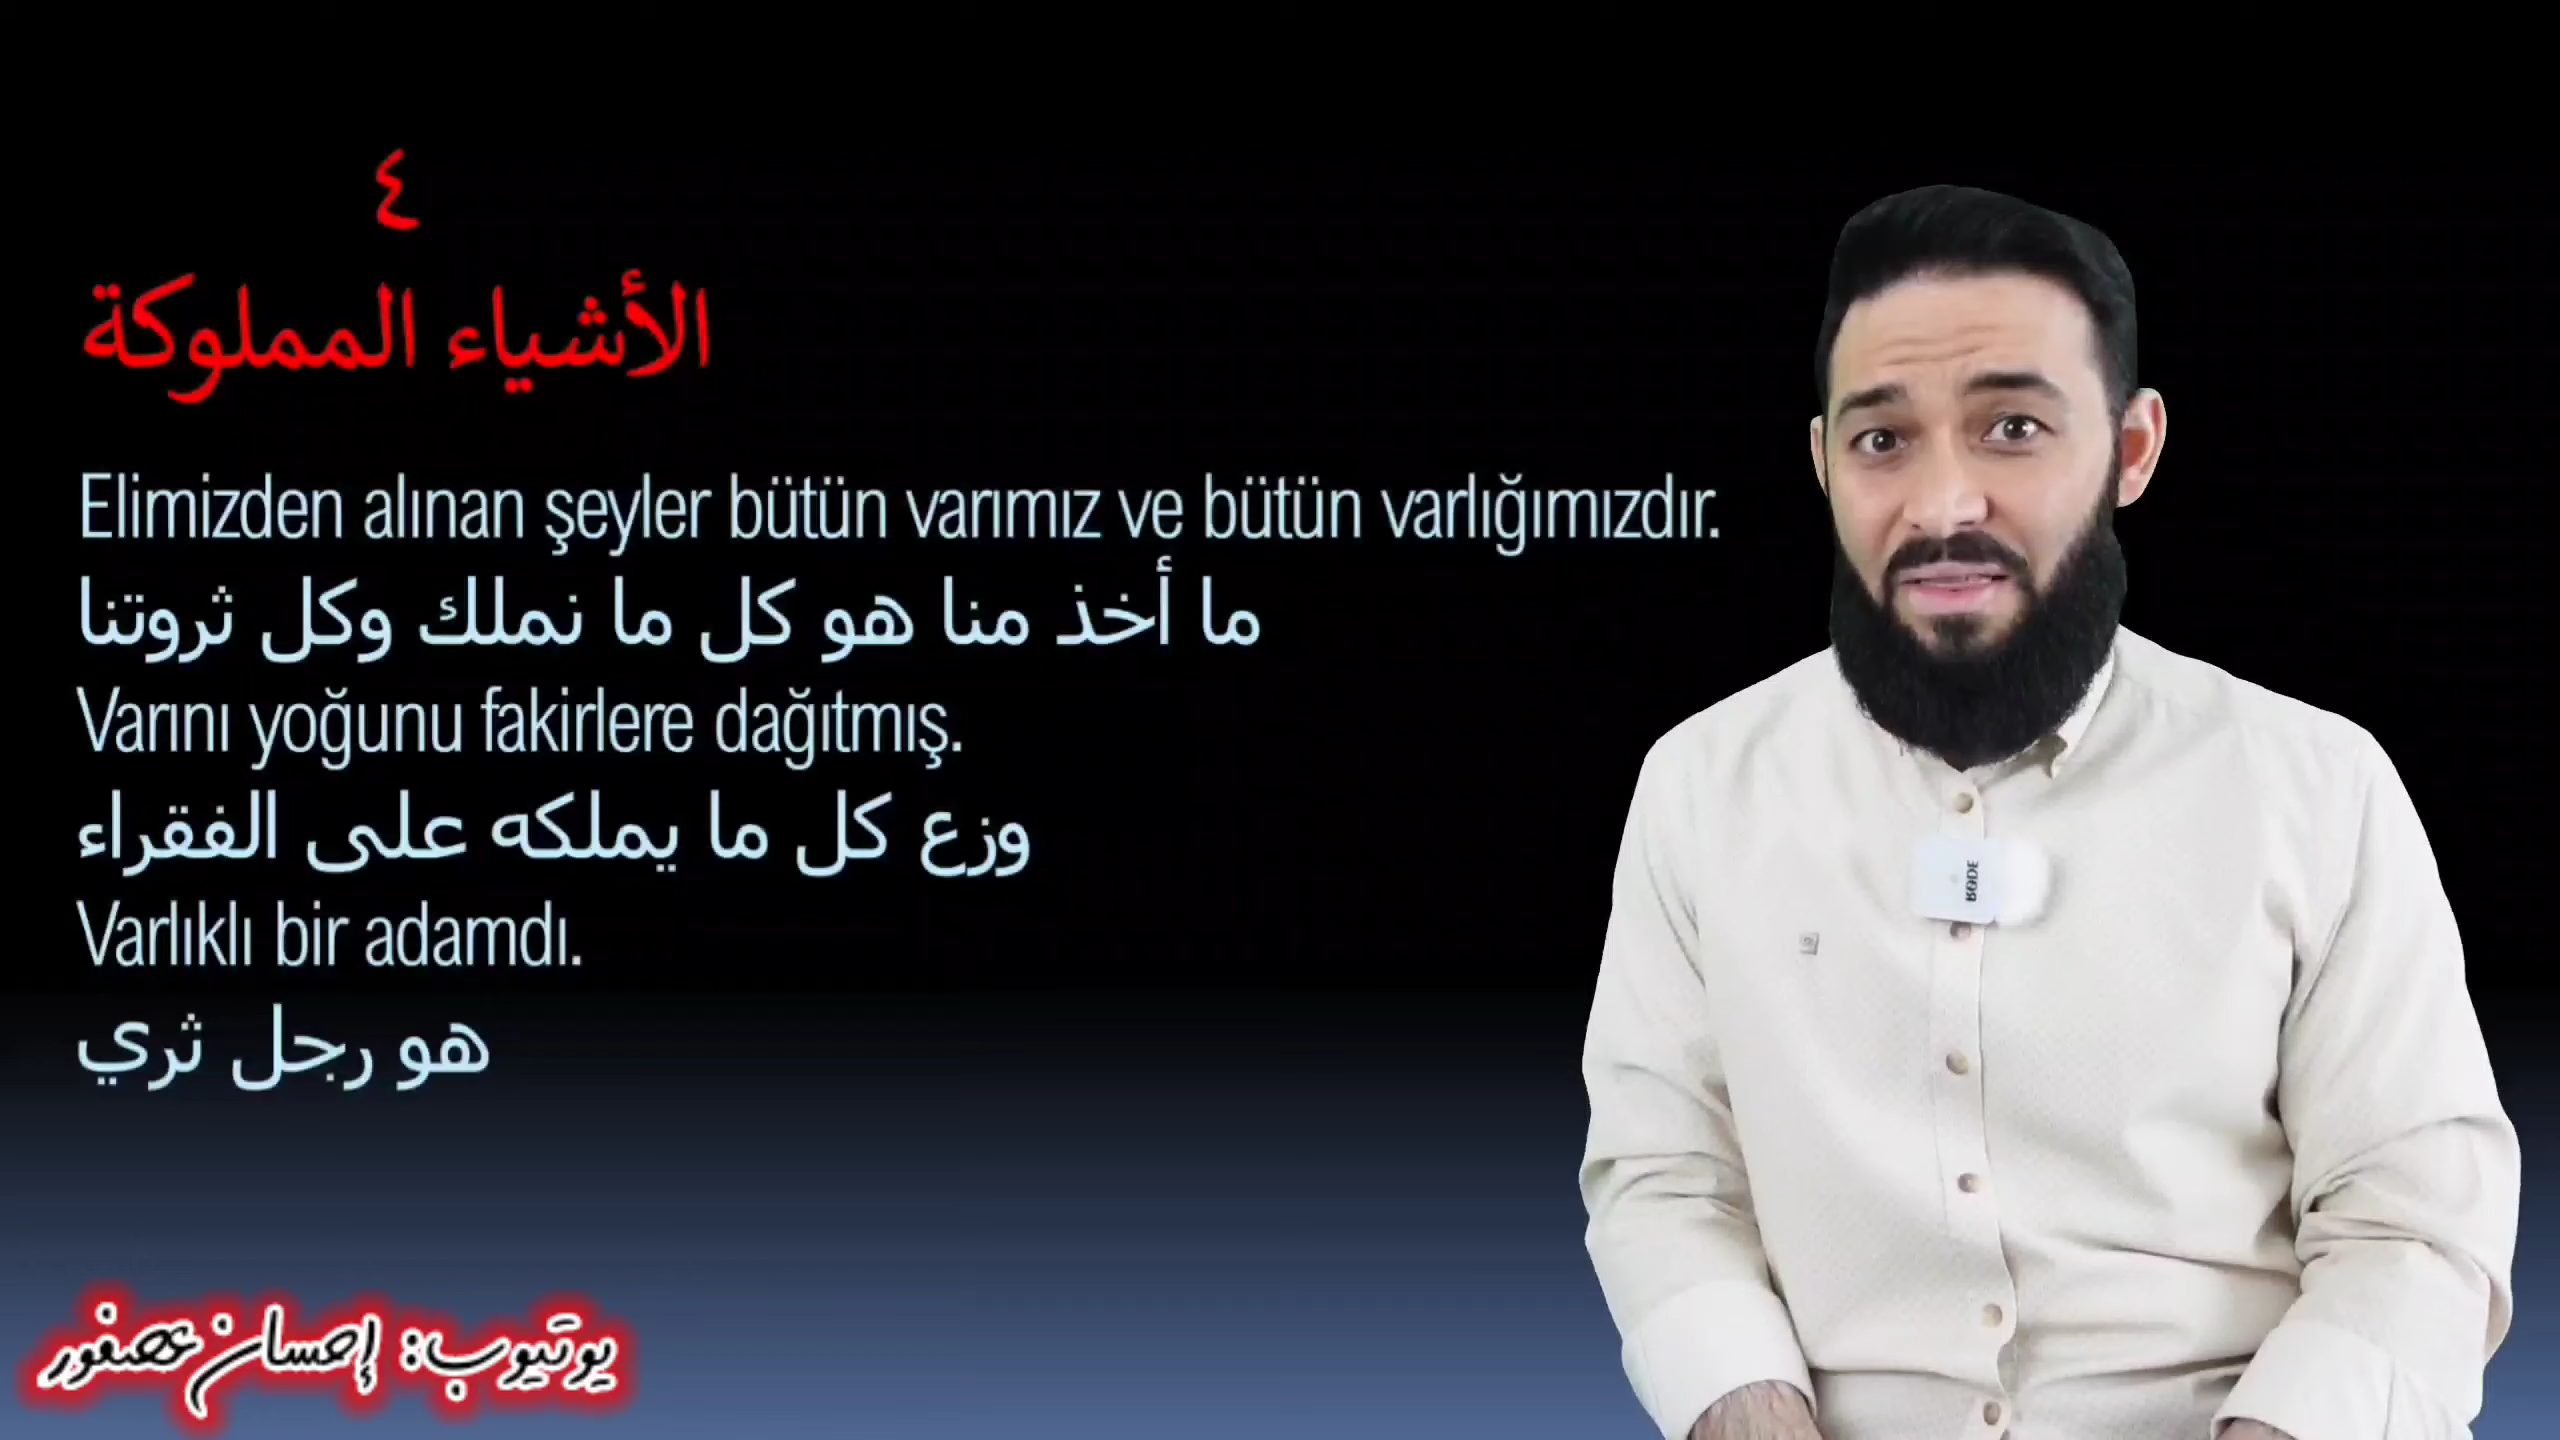 ٤
الأشياء المملوكة
Elimizden alınan şeyler bütün varımız ve bütün varlığımızdır.
ما أخذ منا هو كل ما نملك وكل ثروتنا
Varını yoğunu fakirlere dağıtmış.
وزع كل ما يملكه على الفقراء
Varlıklı bir adamdı.
هو رجل ثري
RØDE
يوتيوب: إحسان عصفور